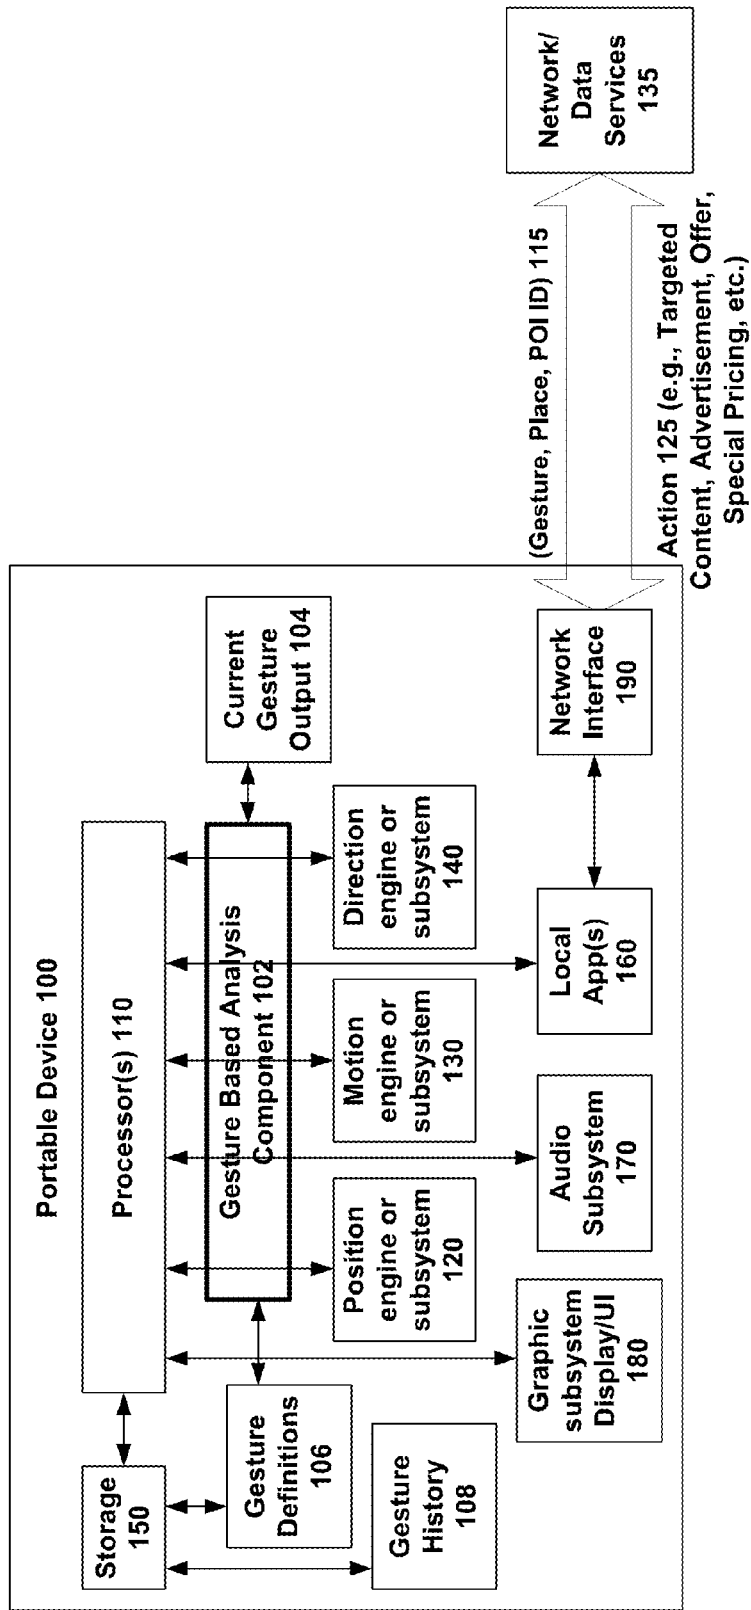 Portable Device 100
Storage
150
Processor(s) 110
Gesture
Definitions
106
Gesture Based Analysis
Component 102
Current
Gesture
Output 104
Gesture
History
108
Position
engine or
subsystem
120
Motion
engine or
subsystem
130
Direction
engine or
subsystem
140
Graphic
subsystem
Display/UI
180
Audio
Subsystem
170
Local
App(s)
160
Network
Interface
190
(Gesture, Place, POI ID) 115
Action 125 (e.g., Targeted
Content, Advertisement, Offer,
Special Pricing, etc.)
Network/
Data
Services
135